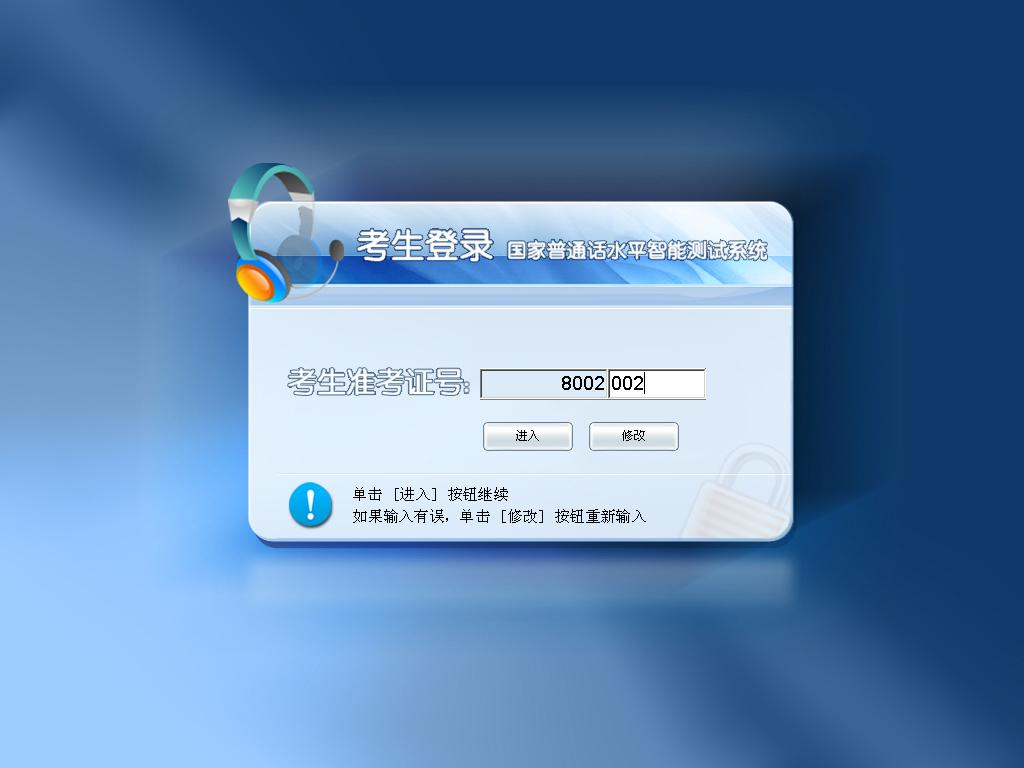 考生登录 国家普通话水平智能测试系统
考生准考证号: 8002 002
进入 修改
单击 [进入] 按钮继续
如果输入有误,单击 [修改] 按钮重新输入